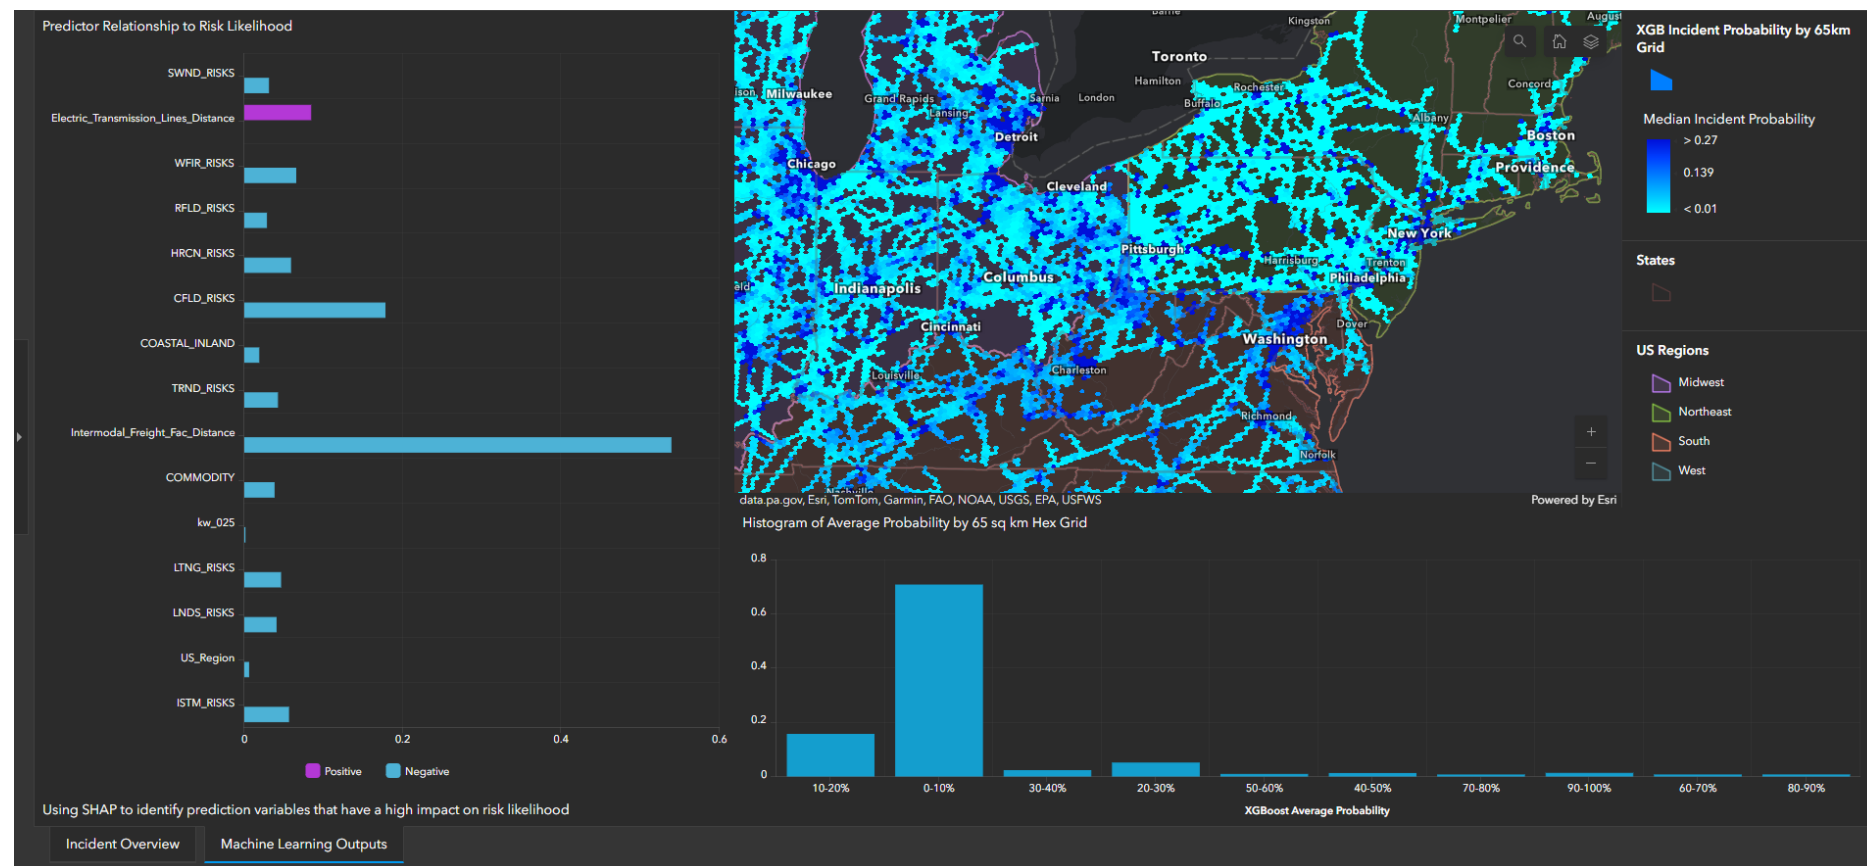 Predictor Relationship to Risk Likelihood
SWND_RISKS
Electric_Transmission_Lines_Distance
WFIR_RISKS
RFLD_RISKS
HRCN_RISKS
CFLD_RISKS
COASTAL_INLAND
TRND_RISKS
Intermodal_Freight_Fac_Distance
COMMODITY
kw_025
LTNG_RISKS
LNDS_RISKS
US_Region
ISTM_RISKS
0 0.2 0.4 0.6
Positive Negative
Using SHAP to identify prediction variables that have a high impact on risk likelihood
Barrie
Kingston
Montpelier
August
Toronto
Hamilton
Rochester
Buffalo
Concord
Milwaukee
Grand Rapids
Lansing
Sarnia
London
Albany
Boston
Detroit
Chicago
Providence
Cleveland
New York
Pittsburgh
Harrisburg
Trenton
Philadelphia
Columbus
Indianapolis
Cincinnati
Dover
Washington
Louisville
Charleston
Richmond
Norfolk
Nashville
data.pa.gov, Esri, TomTom, Garmin, FAO, NOAA, USGS, EPA, USFWS
Powered by Esri
XGB Incident Probability by 65km
Grid
Median Incident Probability
> 0.27
0.139
< 0.01
States
US Regions
Midwest
Northeast
South
West
Histogram of Average Probability by 65 sq km Hex Grid
0.8
0.6
0.4
0.2
0
10-20% 0-10% 30-40% 20-30% 50-60% 40-50% 70-80% 90-100% 60-70% 80-90%
XGBoost Average Probability
Incident Overview
Machine Learning Outputs